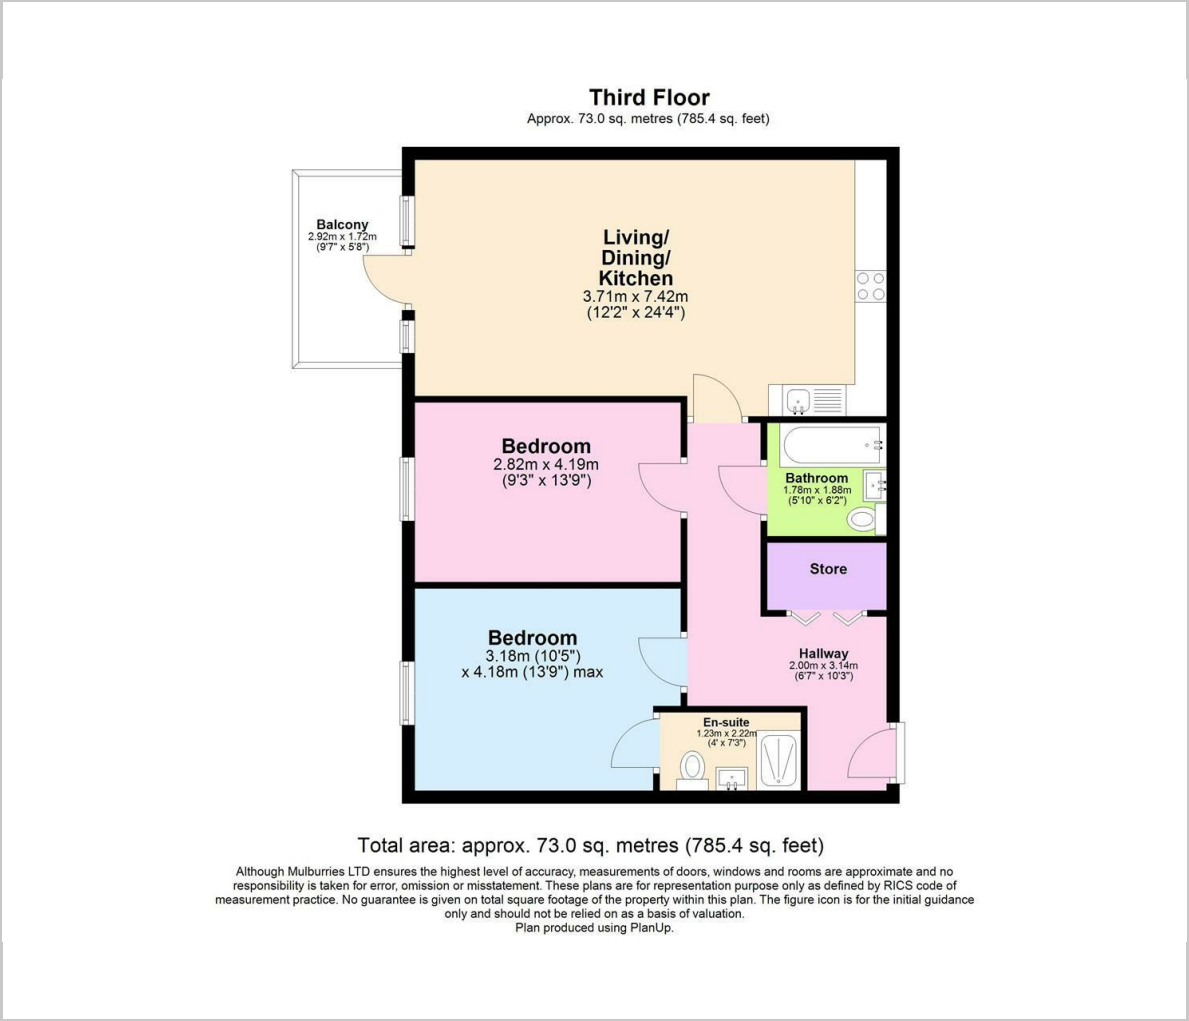 Third Floor
Approx. 73.0 sq. metres (785.4 sq. feet)
Balcony
2.92m x 1.72m
(9'7" x 5'8")
Living/
Dining/
Kitchen
3.71m x 7.42m
(12'2" x 24'4")
Bedroom
2.82m x 4.19m
(9'3" x 13'9")
Bathroom
1.78m x 1.88m
(5'10" x 6'2")
Store
Bedroom
3.18m (10'5")
x 4.18m (13'9") max
Hallway
2.00m x 3.14m
(6'7" x 10'3")
En-suite
1.23m x 2.22m
(4' x 7'3")
Total area: approx. 73.0 sq. metres (785.4 sq. feet)
Although Mulburries LTD ensures the highest level of accuracy, measurements of doors, windows and rooms are approximate and no
responsibility is taken for error, omission or misstatement. These plans are for representation purpose only as defined by RICS code of
measurement practice. No guarantee is given on total square footage of the property within this plan. The figure icon is for the initial guidance
only and should not be relied on as a basis of valuation.
Plan produced using PlanUp.